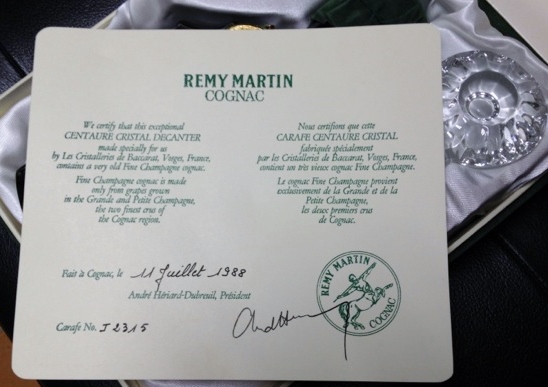 REMY MARTIN
COGNAC
We certify that this exceptional
CENTAURE CRISTAL DECANTER
made specially for us
by Les Cristalleries de Baccarat, Vosges, France,
contains a very old Fine Champagne cognac.
Fine Champagne cognac is made
only from grapes grown
in the Grande and Petite Champagne,
the two finest crus of
the Cognac region.
Nous certifions que cette
CARAFE CENTAURE CRISTAL
fabriquée spécialement
par les Cristalleries de Baccarat, Vosges, France,
contient un très vieux cognac Fine Champagne.
Le cognac Fine Champagne provient
exclusivement de la Grande et de la
Petite Champagne,
les deux premiers crus
de Cognac.
Fait à Cognac, le 11 Juillet 1988
André Hériard-Dubreuil, Président
Carafe No. J2315
REMY MARTIN
COGNAC